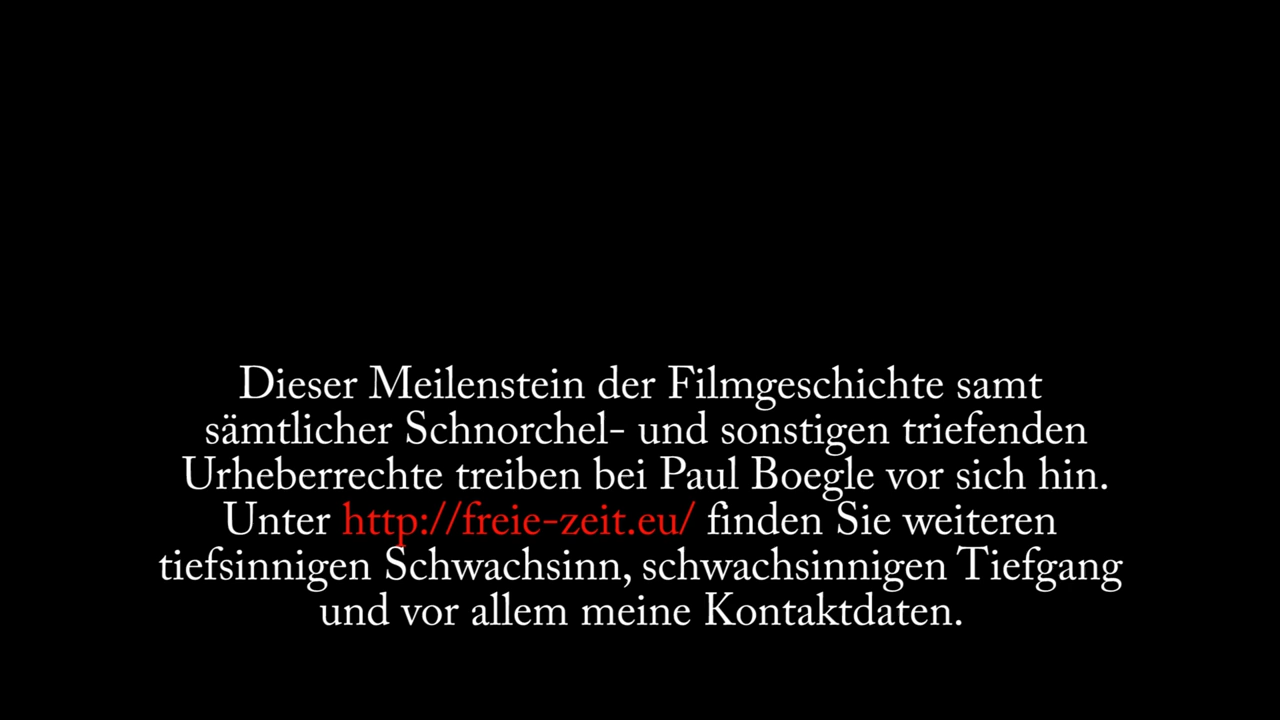 Dieser Meilenstein der Filmgeschichte samt
sämtlicher Schnorchel- und sonstigen triefenden
Urheberrechte treiben bei Paul Boegle vor sich hin.
Unter http://freie-zeit.eu/ finden Sie weiteren
tiefsinnigen Schwachsinn, schwachsinnigen Tiefgang
und vor allem meine Kontaktdaten.